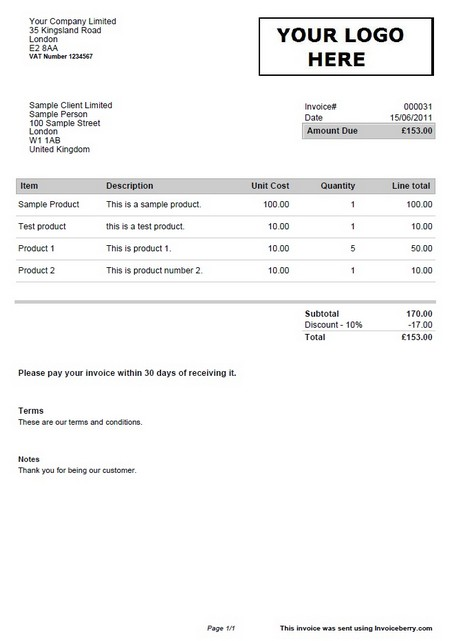 Your Company Limited
35 Kingsland Road
London
E2 8AA
VAT Number 1234567
YOUR LOGO
HERE
Sample Client Limited
Sample Person
100 Sample Street
London
W1 1AB
United Kingdom
Invoice# 000031
Date 15/06/2011
Amount Due £153.00
Item Description Unit Cost Quantity Line total
Sample Product This is a sample product. 100.00 1 100.00
Test product this is a test product. 10.00 1 10.00
Product 1 This is product 1. 10.00 5 50.00
Product 2 This is product number 2. 10.00 1 10.00
Subtotal 170.00
Discount - 10% -17.00
Total £153.00
Please pay your invoice within 30 days of receiving it.
Terms
These are our terms and conditions.
Notes
Thank you for being our customer.
Page 1/1 This invoice was sent using Invoiceberry.com